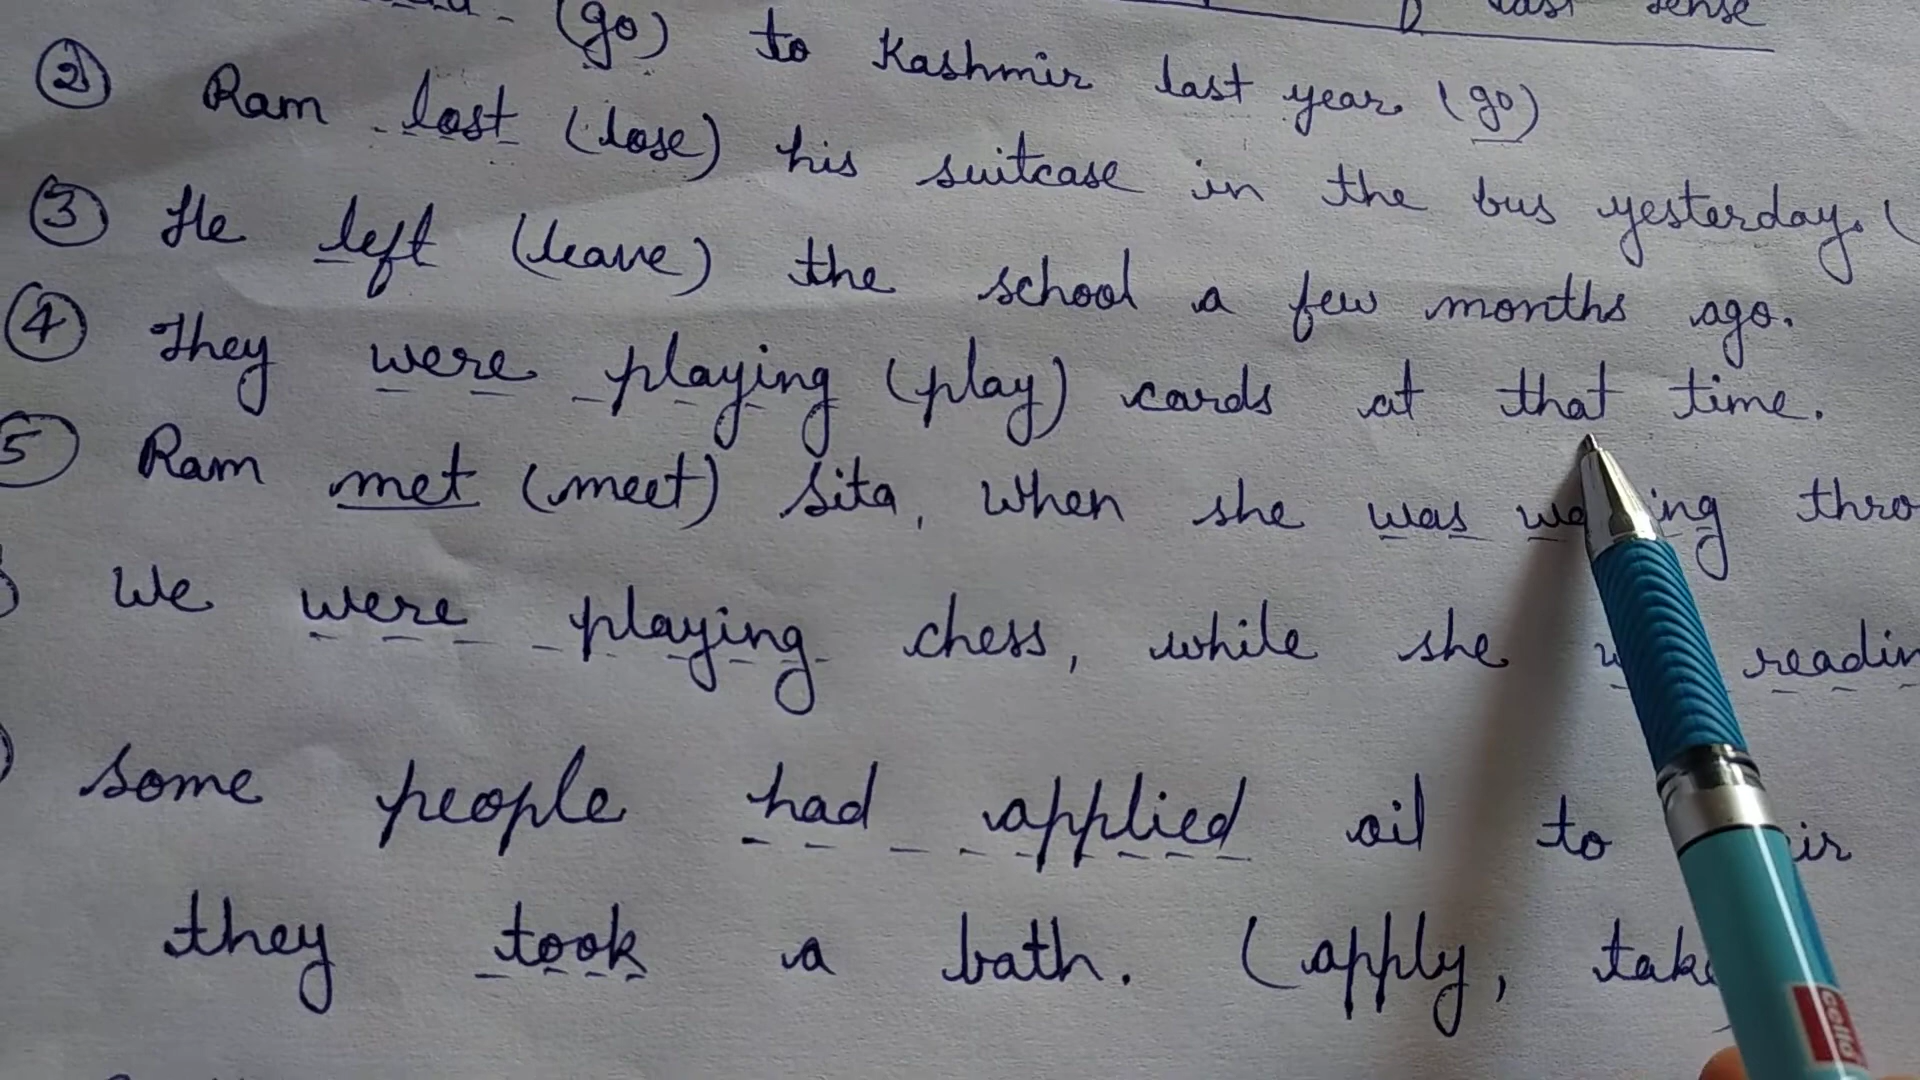 tense
(go) to Kashmir last year (go)
② Ram lost (lose) his suitcase in the bus yesterday. (
③ He left (leave) the school a few months ago.
④ They were playing (play) cards at that time.
5 Ram met (meet) Sita, when she was
We were playing chess, while she
Some people had applied oil to
they took a bath. (apply,
cello